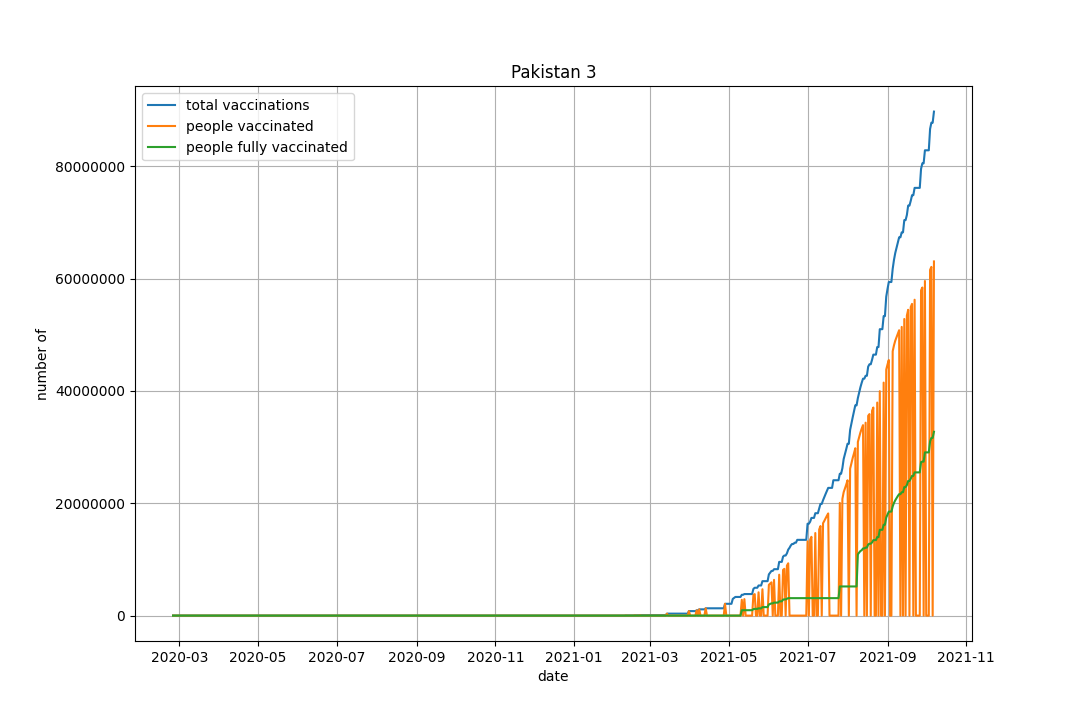 Pakistan 3
total vaccinations
people vaccinated
people fully vaccinated
80000000
60000000
40000000
20000000
0
number of
2020-03 2020-05 2020-07 2020-09 2020-11 2021-01 2021-03 2021-05 2021-07 2021-09 2021-11
date